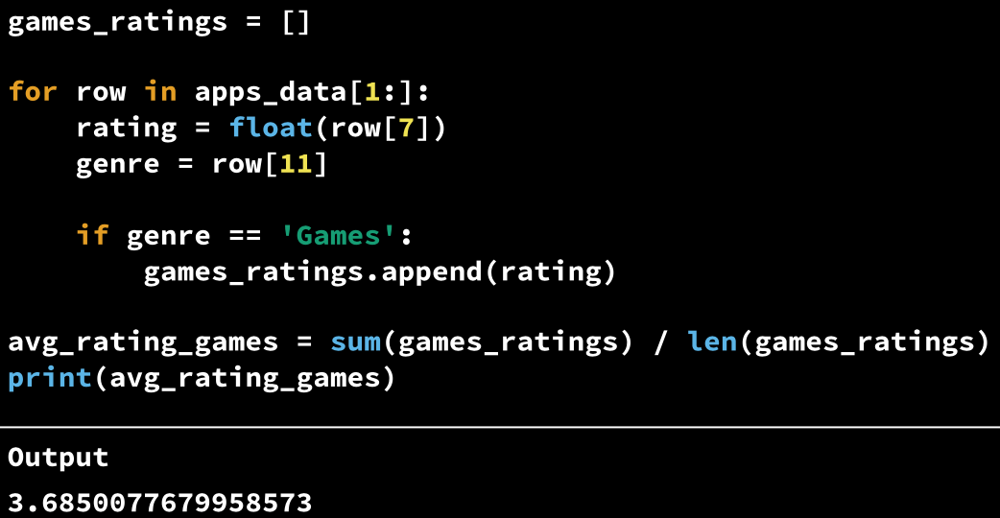 games_ratings = []
for row in apps_data[1:]:
    rating = float(row[7])
    genre = row[11]
    if genre == 'Games':
        games_ratings.append(rating)
avg_rating_games = sum(games_ratings) / len(games_ratings)
print(avg_rating_games)
Output
3.6850077679958573